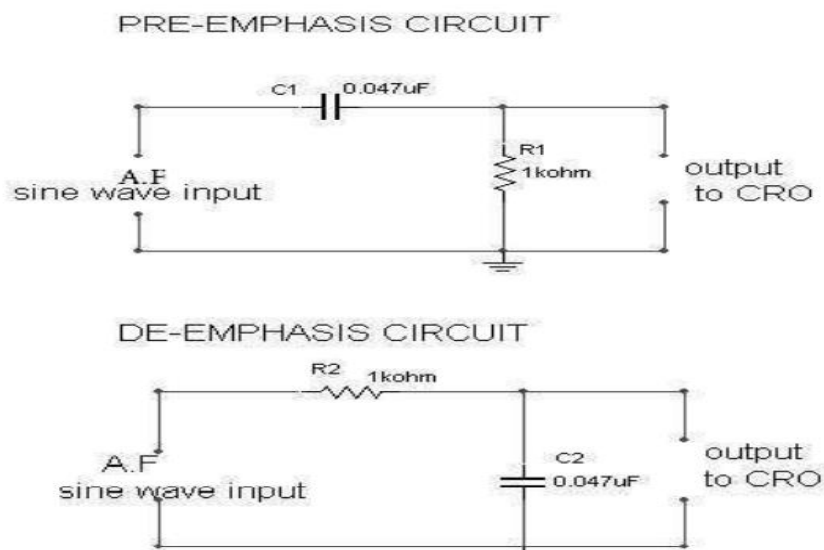 PRE-EMPHASIS CIRCUIT
C1 0.047uF
R1
1kohm
A.F
sine wave input
output
to CRO
DE-EMPHASIS CIRCUIT
R2 1kohm
A.F
sine wave input
C2
0.047uF
output
to CRO